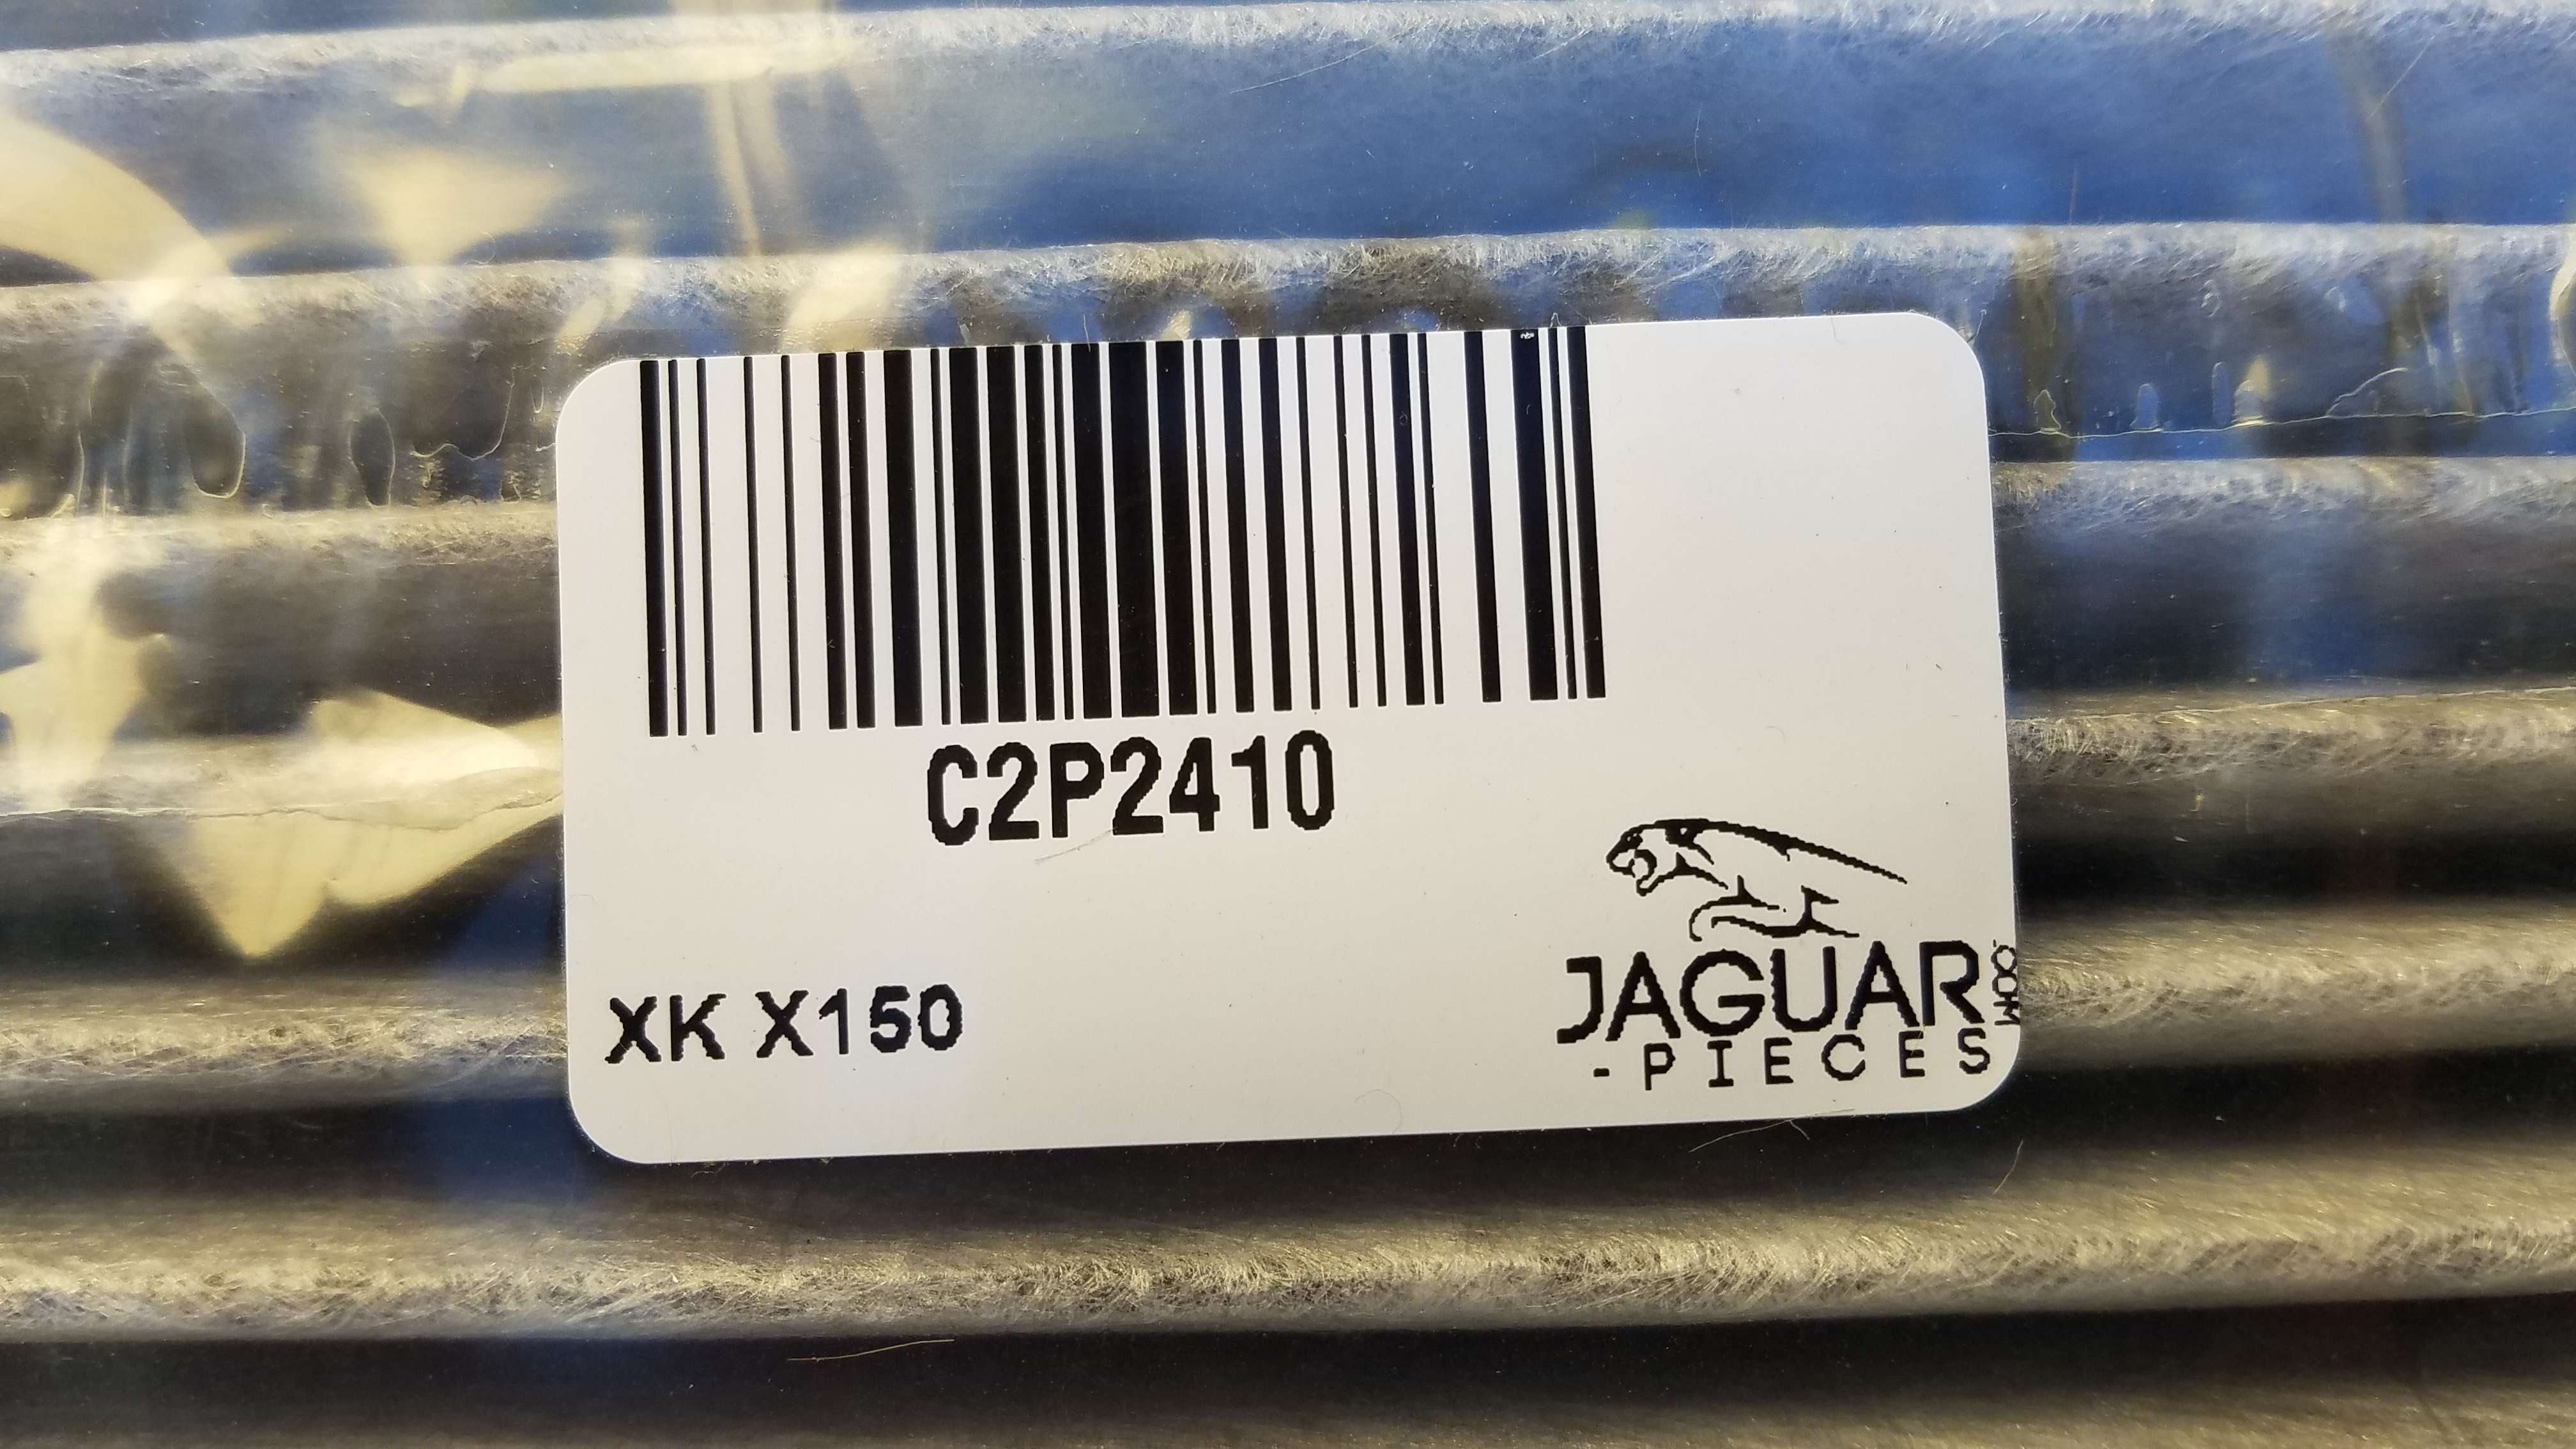 C2P2410
XK X150
JAGUAR
-PIECES
.COM